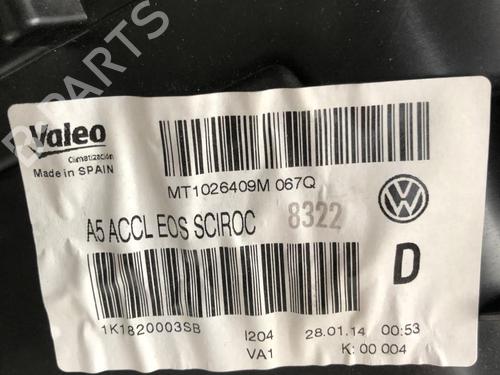 B-PARTS
Valeo
Climatización
Made in SPAIN
MT1026409M 067Q
A5 ACCL EOS SCIROC 8322
D
1K1820003SB I204 28.01.14 00:53
VA1 K: 00 004